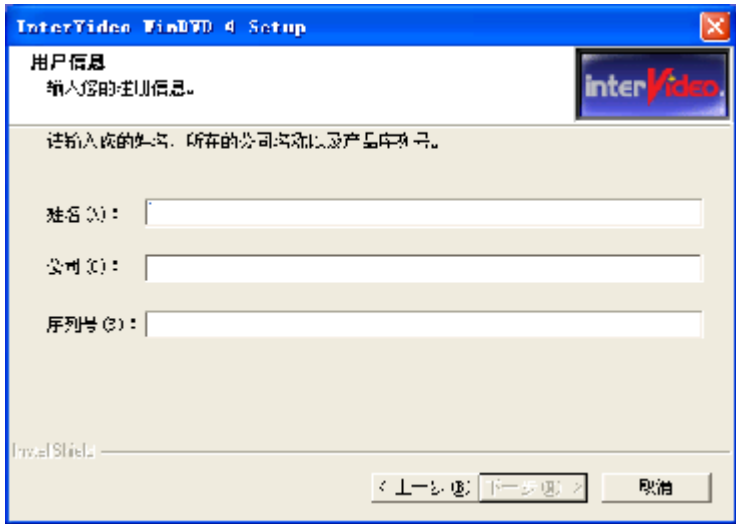 InterVideo WinDVD 4 Setup
用户信息
输入您的注册信息。
interVideo.
请输入您的姓名、所在的公司名称以及产品序列号。
姓名(A)：
公司(C)：
序列号(S)：
InstallShield
< 上一步(B)
下一步(N) >
取消